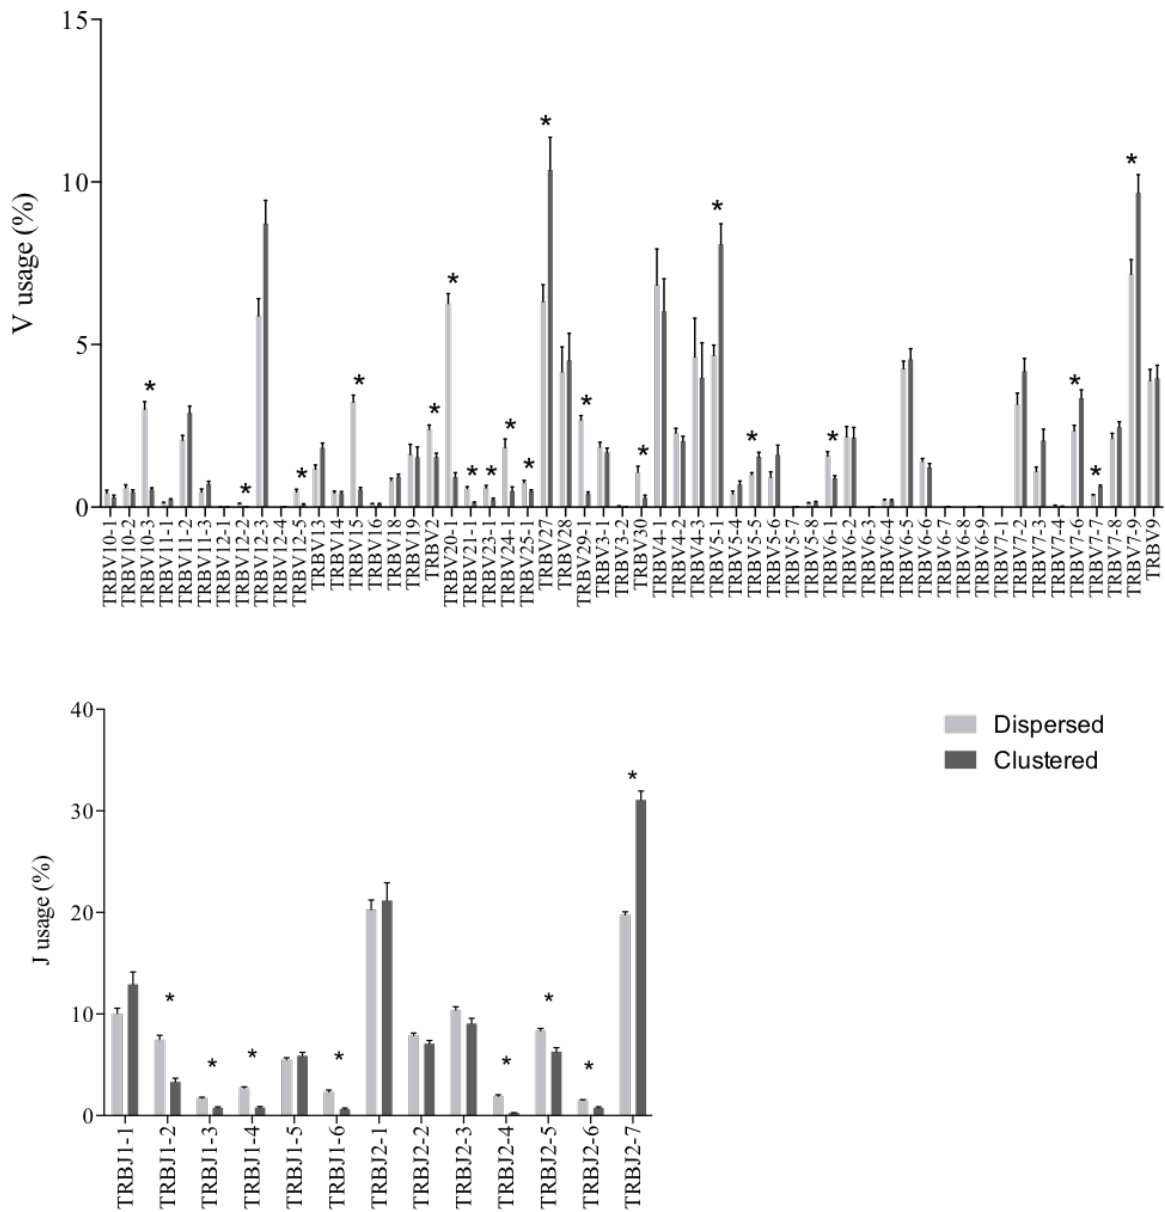 15
10
5
0
V usage (%)
* * * * * * * * * * * * * * * * * * *
TRBV10-1
TRBV10-2
TRBV10-3
TRBV11-1
TRBV11-2
TRBV11-3
TRBV12-1
TRBV12-2
TRBV12-3
TRBV12-4
TRBV12-5
TRBV13
TRBV14
TRBV15
TRBV16
TRBV18
TRBV19
TRBV2
TRBV20-1
TRBV21-1
TRBV23-1
TRBV24-1
TRBV25-1
TRBV27
TRBV28
TRBV29-1
TRBV3-1
TRBV3-2
TRBV30
TRBV4-1
TRBV4-2
TRBV4-3
TRBV5-1
TRBV5-4
TRBV5-5
TRBV5-6
TRBV5-7
TRBV5-8
TRBV6-1
TRBV6-2
TRBV6-3
TRBV6-4
TRBV6-5
TRBV6-6
TRBV6-7
TRBV6-8
TRBV6-9
TRBV7-1
TRBV7-2
TRBV7-3
TRBV7-4
TRBV7-6
TRBV7-7
TRBV7-8
TRBV7-9
TRBV9
40
30
20
10
0
J usage (%)
* * * * * * * *
TRBJ1-1
TRBJ1-2
TRBJ1-3
TRBJ1-4
TRBJ1-5
TRBJ1-6
TRBJ2-1
TRBJ2-2
TRBJ2-3
TRBJ2-4
TRBJ2-5
TRBJ2-6
TRBJ2-7
Dispersed
Clustered